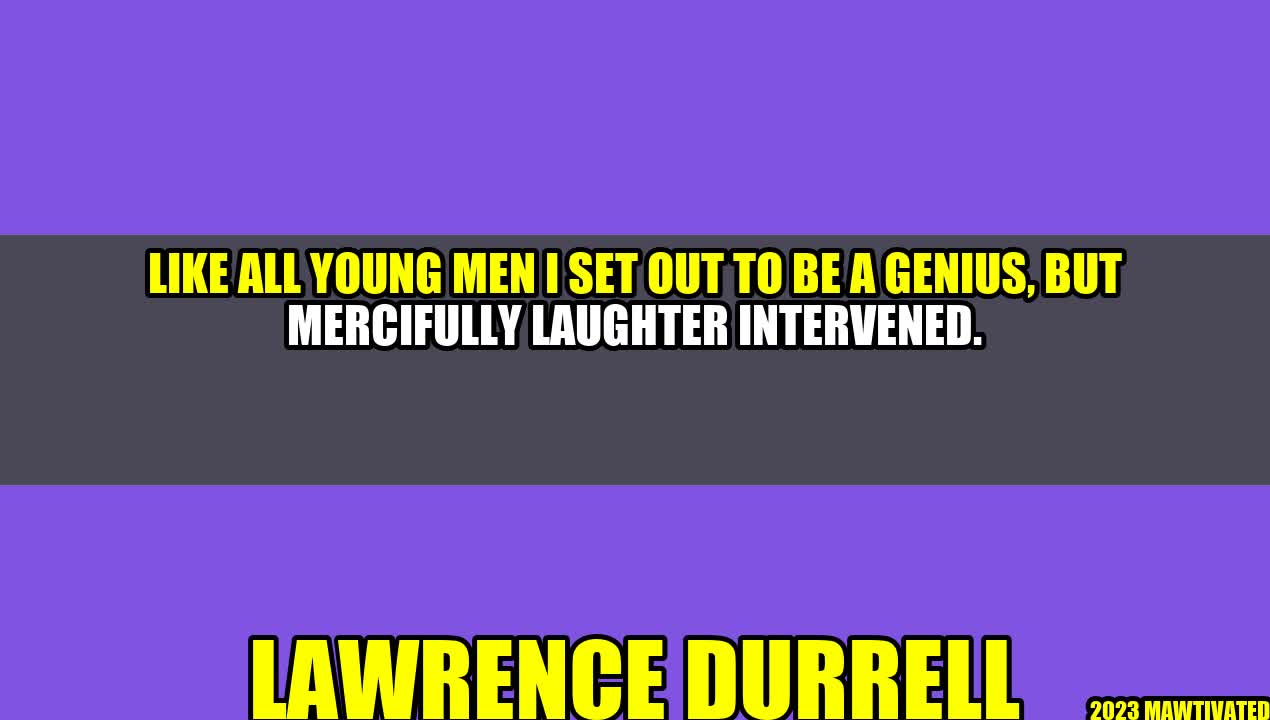 LIKE ALL YOUNG MEN I SET OUT TO BE A GENIUS, BUT
MERCIFULLY LAUGHTER INTERVENED.
LAWRENCE DURRELL
2023 MAWTIVATED